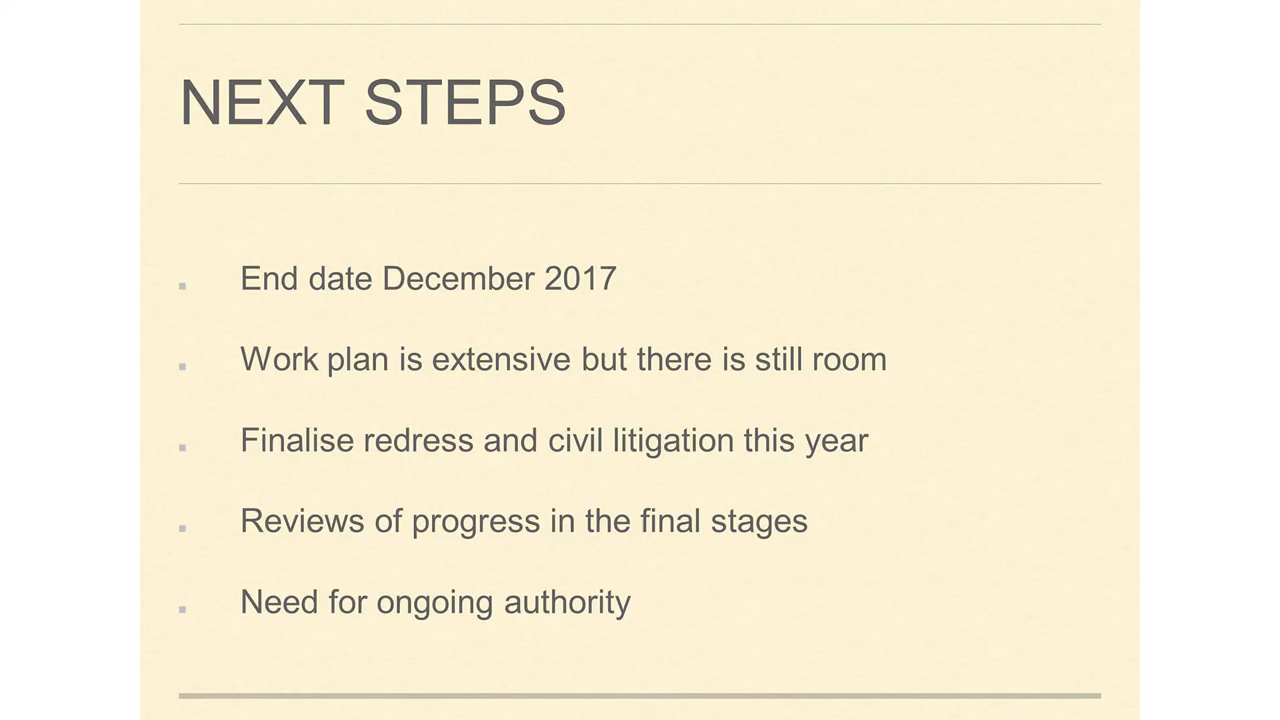 NEXT STEPS
End date December 2017
Work plan is extensive but there is still room
Finalise redress and civil litigation this year
Reviews of progress in the final stages
Need for ongoing authority